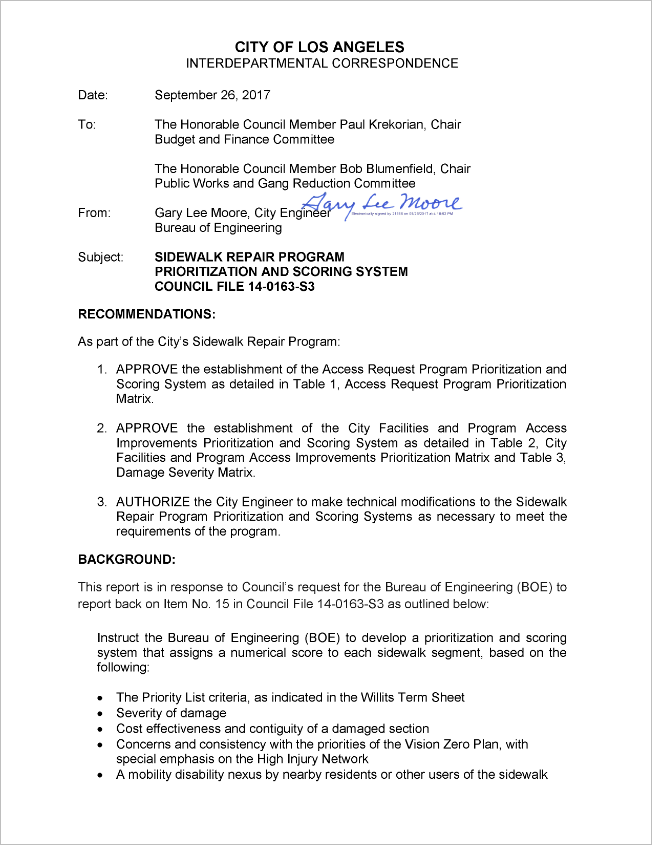 CITY OF LOS ANGELES
INTERDEPARTMENTAL CORRESPONDENCE
Date: September 26, 2017
To: The Honorable Council Member Paul Krekorian, Chair
Budget and Finance Committee
The Honorable Council Member Bob Blumenfield, Chair
Public Works and Gang Reduction Committee
Gary Lee Moore
From: Gary Lee Moore, City Engineer
Bureau of Engineering
Subject: SIDEWALK REPAIR PROGRAM
PRIORITIZATION AND SCORING SYSTEM
COUNCIL FILE 14-0163-S3
RECOMMENDATIONS:
As part of the City's Sidewalk Repair Program:
1. APPROVE the establishment of the Access Request Program Prioritization and
Scoring System as detailed in Table 1, Access Request Program Prioritization
Matrix.
2. APPROVE the establishment of the City Facilities and Program Access
Improvements Prioritization and Scoring System as detailed in Table 2, City
Facilities and Program Access Improvements Prioritization Matrix and Table 3,
Damage Severity Matrix.
3. AUTHORIZE the City Engineer to make technical modifications to the Sidewalk
Repair Program Prioritization and Scoring Systems as necessary to meet the
requirements of the program.
BACKGROUND:
This report is in response to Council's request for the Bureau of Engineering (BOE) to
report back on Item No. 15 in Council File 14-0163-S3 as outlined below:
Instruct the Bureau of Engineering (BOE) to develop a prioritization and scoring
system that assigns a numerical score to each sidewalk segment, based on the
following:
• The Priority List criteria, as indicated in the Willits Term Sheet
• Severity of damage
• Cost effectiveness and contiguity of a damaged section
• Concerns and consistency with the priorities of the Vision Zero Plan, with
special emphasis on the High Injury Network
• A mobility disability nexus by nearby residents or other users of the sidewalk